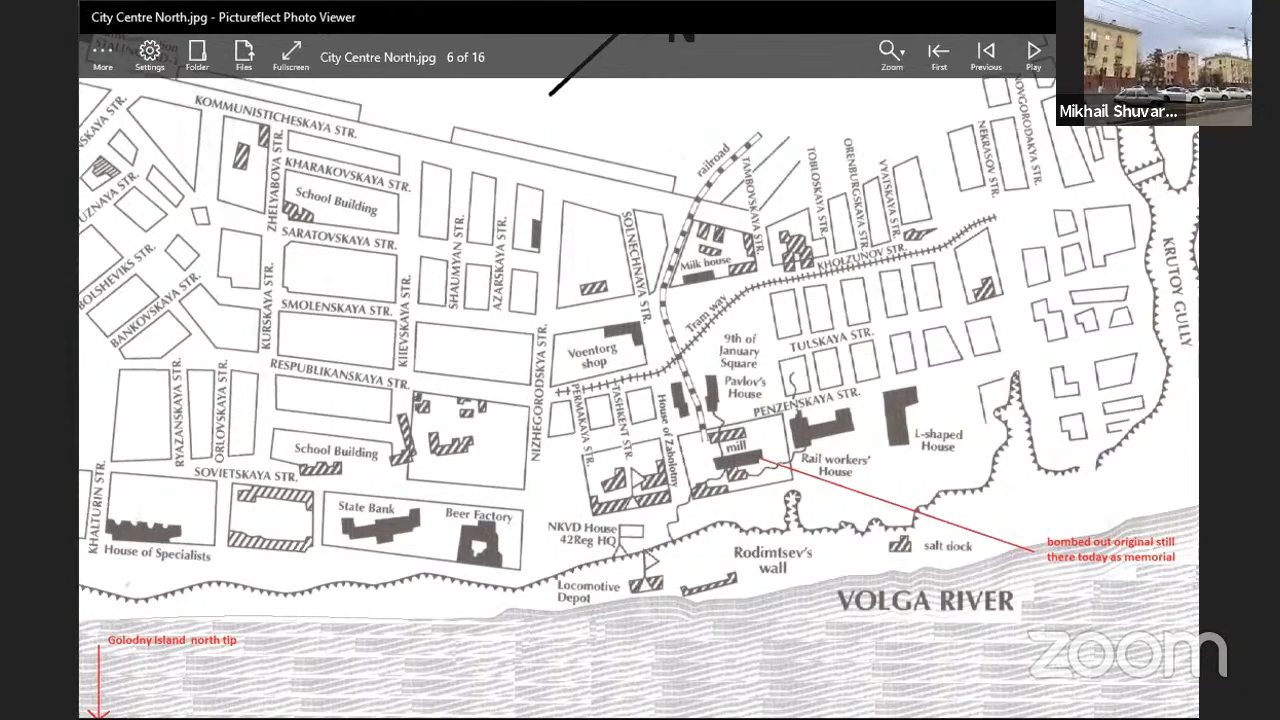 City Centre North.jpg - Pictureflect Photo Viewer
More
Settings
Folder
Files
Fullscreen
City Centre North.jpg
6 of 16
Zoom
First
Previous
Play
Mikhail Shuvar...
N
KOMMUNISTICHESKAYA STR.
KHARAKOVSKAYA STR.
School Building
ZHELYABOVA STR.
SARATOVSKAYA STR.
BOLSHEVIKS STR.
BANKOVSKAYA STR.
KURSKAYA STR.
SMOLENSKAYA STR.
KIIEVSKAYA STR.
SHAUMYAN STR.
AZARSKAYA STR.
SOLNECHNAYA STR.
railroad
TAMBOVSKAYA STR.
TOBLOSKAYA STR.
ORENBURGSKAYA STR.
VYATSKAYA STR.
NEKRASOV STR.
NOVGORODAKYA STR.
KRUTOY GULLY
Milk house
KHOLZUNOV STR.
Tram way
TULSKAYA STR.
9th of
January
Square
Pavlov's
House
PENZENSKAYA STR.
Voentorg
shop
RESPUBLIKANSKAYA STR.
RYAZANSKAYA STR.
ORLOVSKAYA STR.
NIZHEGORODSKYA STR.
PERMAKAYA STR.
TASHKENT STR.
House of Zabolotny
mill
Rail workers'
House
L-shaped
House
School Building
SOVIETSKAYA STR.
KHALTURIN STR.
House of Specialists
State Bank
Beer Factory
NKVD House
42Reg HQ
Locomotive
Depot
Rodimtsev's
wall
salt dock
bombed out original still
there today as memorial
VOLGA RIVER
Golodny Island north tip
zoom